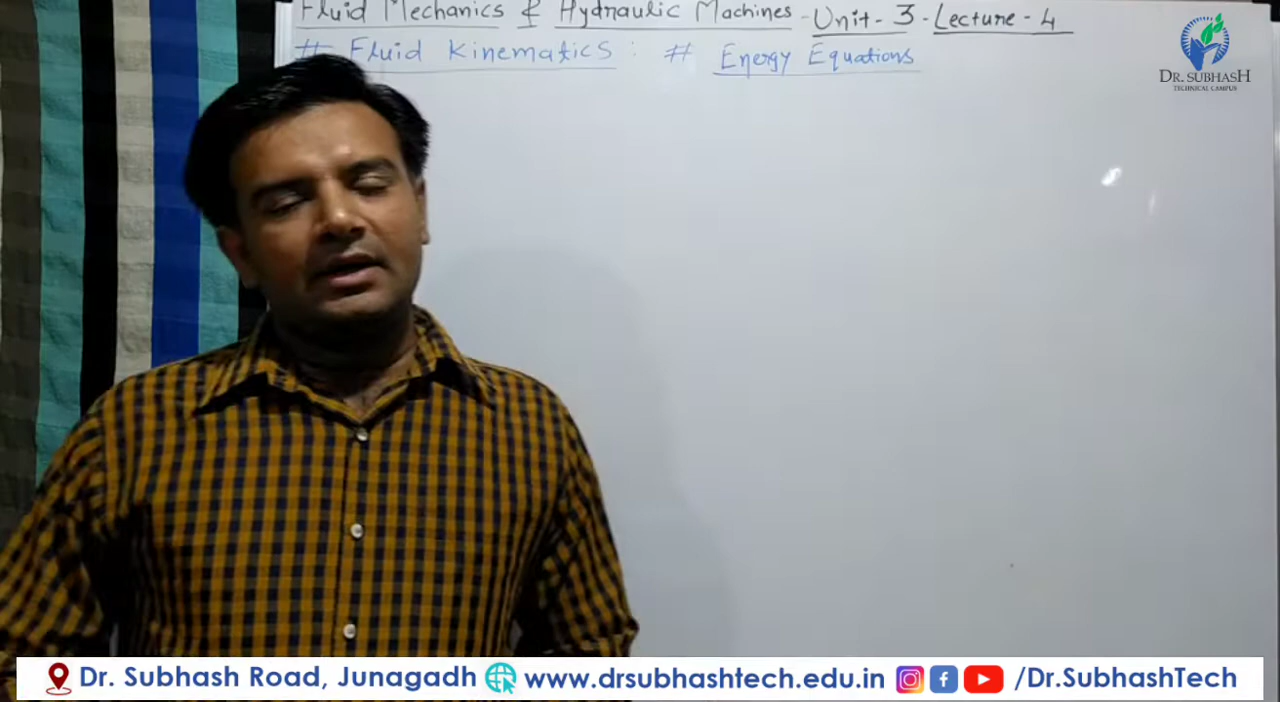 Fluid Mechanics & Hydraulic Machines - Unit - 3 - Lecture - 4
# Fluid Kinematics : # Energy Equations
DR. SUBHASH
TECHNICAL CAMPUS
Dr. Subhash Road, Junagadh www.drsubhashtech.edu.in /Dr.SubhashTech